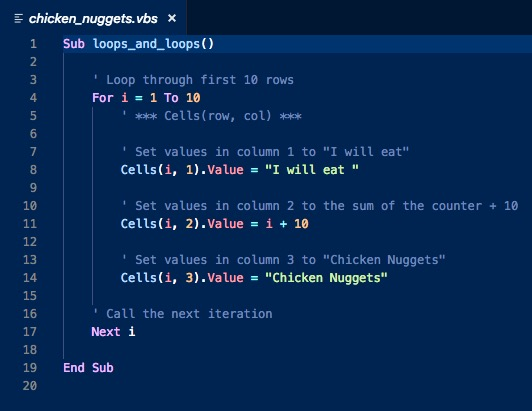 chicken_nuggets.vbs ×
1 Sub loops_and_loops()
2
3 ' Loop through first 10 rows
4 For i = 1 To 10
5 ' *** Cells(row, col) ***
6
7 ' Set values in column 1 to "I will eat"
8 Cells(i, 1).Value = "I will eat "
9
10 ' Set values in column 2 to the sum of the counter + 10
11 Cells(i, 2).Value = i + 10
12
13 ' Set values in column 3 to "Chicken Nuggets"
14 Cells(i, 3).Value = "Chicken Nuggets"
15
16 ' Call the next iteration
17 Next i
18
19 End Sub
20